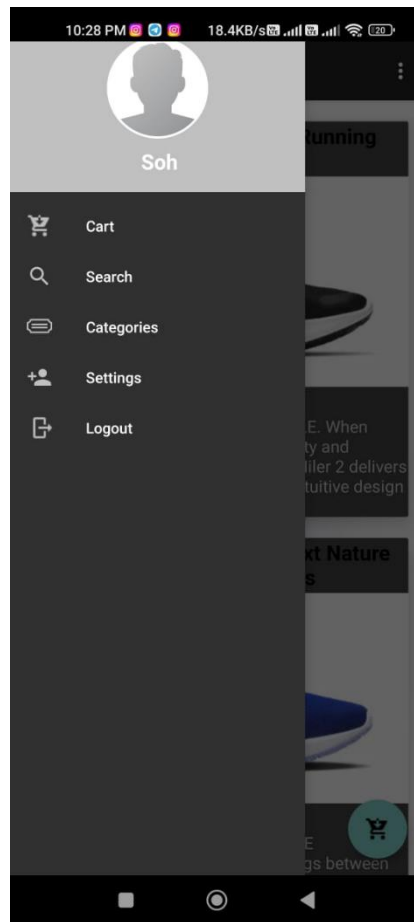 10:28 PM 18.4KB/s 20
Soh
Running
Cart
Search
Categories
Settings
Logout
E. When
ty and
liler 2 delivers
tuitive design
xt Nature
s
E
gs between